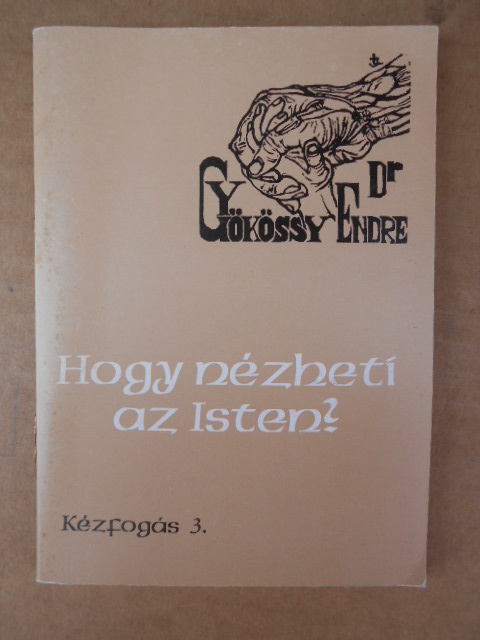 Dr
GYÖKÖSSY ENDRE
Hogy nézheti
az Isten?
Kézfogás 3.